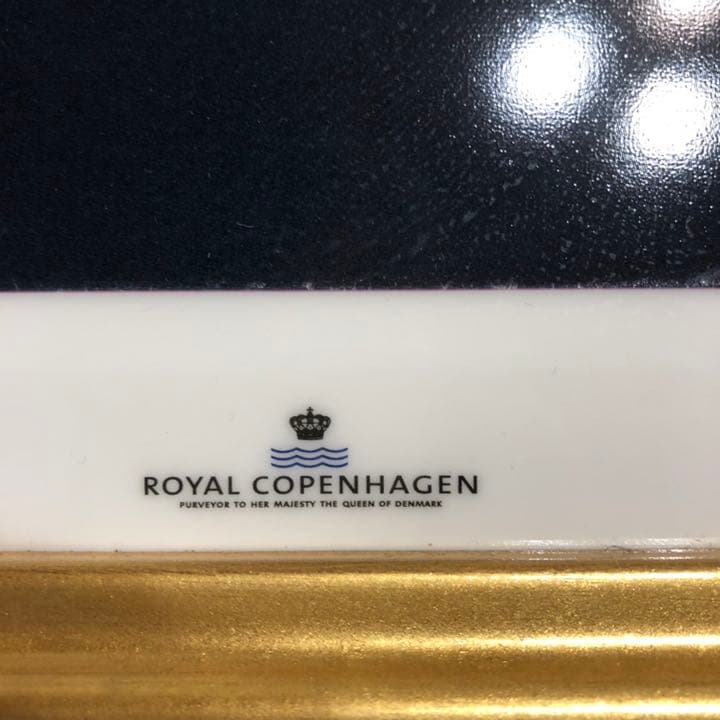 ROYAL COPENHAGEN
PURVEYOR TO HER MAJESTY THE QUEEN OF DENMARK